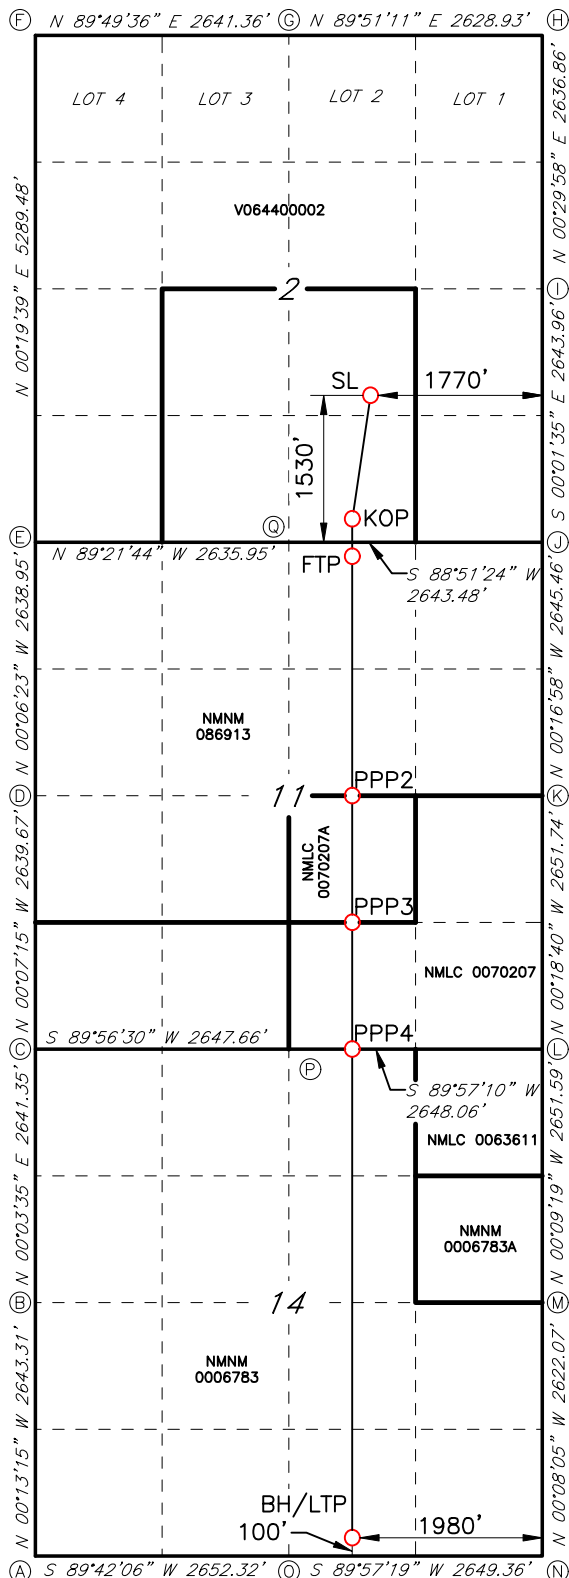 F N 89°49'36" E 2641.36' G N 89°51'11" E 2628.93' H
LOT 4 LOT 3 LOT 2 LOT 1
N 00°29'58" E 2636.86'
N 00°19'39" E 5289.48'
V064400002
2
I
SL 1770'
1530'
S 00°01'35" E 2643.96'
KOP
Q
E N 89°21'44" W 2635.95' J
FTP
S 88°51'24" W
2643.48'
N 00°06'23" W 2638.95'
N 00°16'58" W 2645.46'
NMNM
086913
PPP2
D 11 K
NMLC
0070207A
N 00°07'15" W 2639.67'
N 00°18'40" W 2651.74'
PPP3
NMLC 0070207
S 89°56'30" W 2647.66' PPP4
C L
P
S 89°57'10" W
2648.06'
NMLC 0063611
N 00°03'35" E 2641.35'
N 00°09'19" W 2651.59'
NMNM
0006783A
B 14 M
NMNM
0006783
N 00°13'15" W 2643.31'
N 00°08'05" W 2622.07'
BH/LTP
100' 1980'
A S 89°42'06" W 2652.32' O S 89°57'19" W 2649.36' N